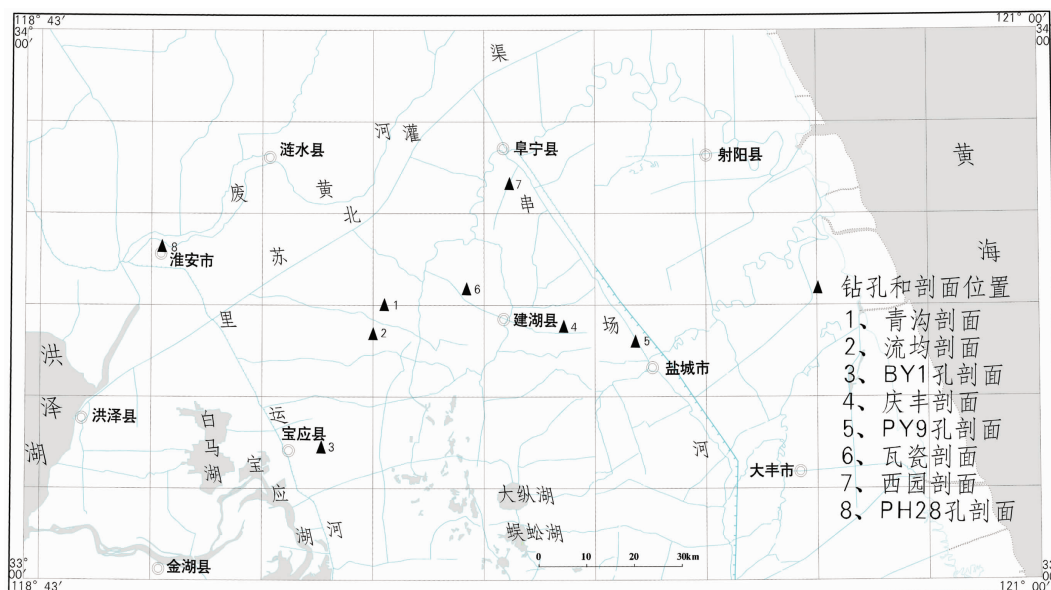 118° 43′
121° 00′
34°
00′
34°
00′
渠
灌
河
涟水县
阜宁县
射阳县
黄
海
废
黄
北
苏
7
串
8
淮安市
里
6
1
2
建湖县
4
场
5
盐城市
钻孔和剖面位置
1、青沟剖面
2、流均剖面
3、BY1孔剖面
4、庆丰剖面
5、PY9孔剖面
6、瓦瓷剖面
7、西园剖面
8、PH28孔剖面
洪
泽
湖
洪泽县
白
马
湖
运
宝应县
3
宝
应
湖
河
河
大丰市
大纵湖
蜈蚣湖
0 10 20 30km
金湖县
33°
00′
33°
00′
118° 43′
121° 00′